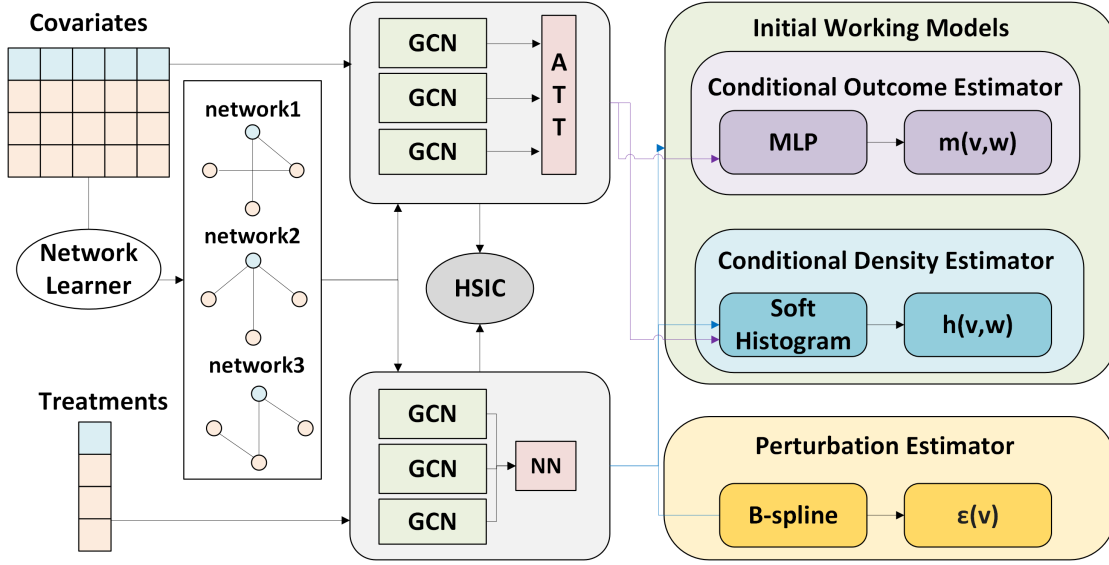 Covariates
Network
Learner
Treatments
network1
network2
network3
GCN
GCN
GCN
A
T
T
HSIC
GCN
GCN
GCN
NN
Initial Working Models
Conditional Outcome Estimator
MLP
m(v,w)
Conditional Density Estimator
Soft
Histogram
h(v,w)
Perturbation Estimator
B-spline
ε(v)